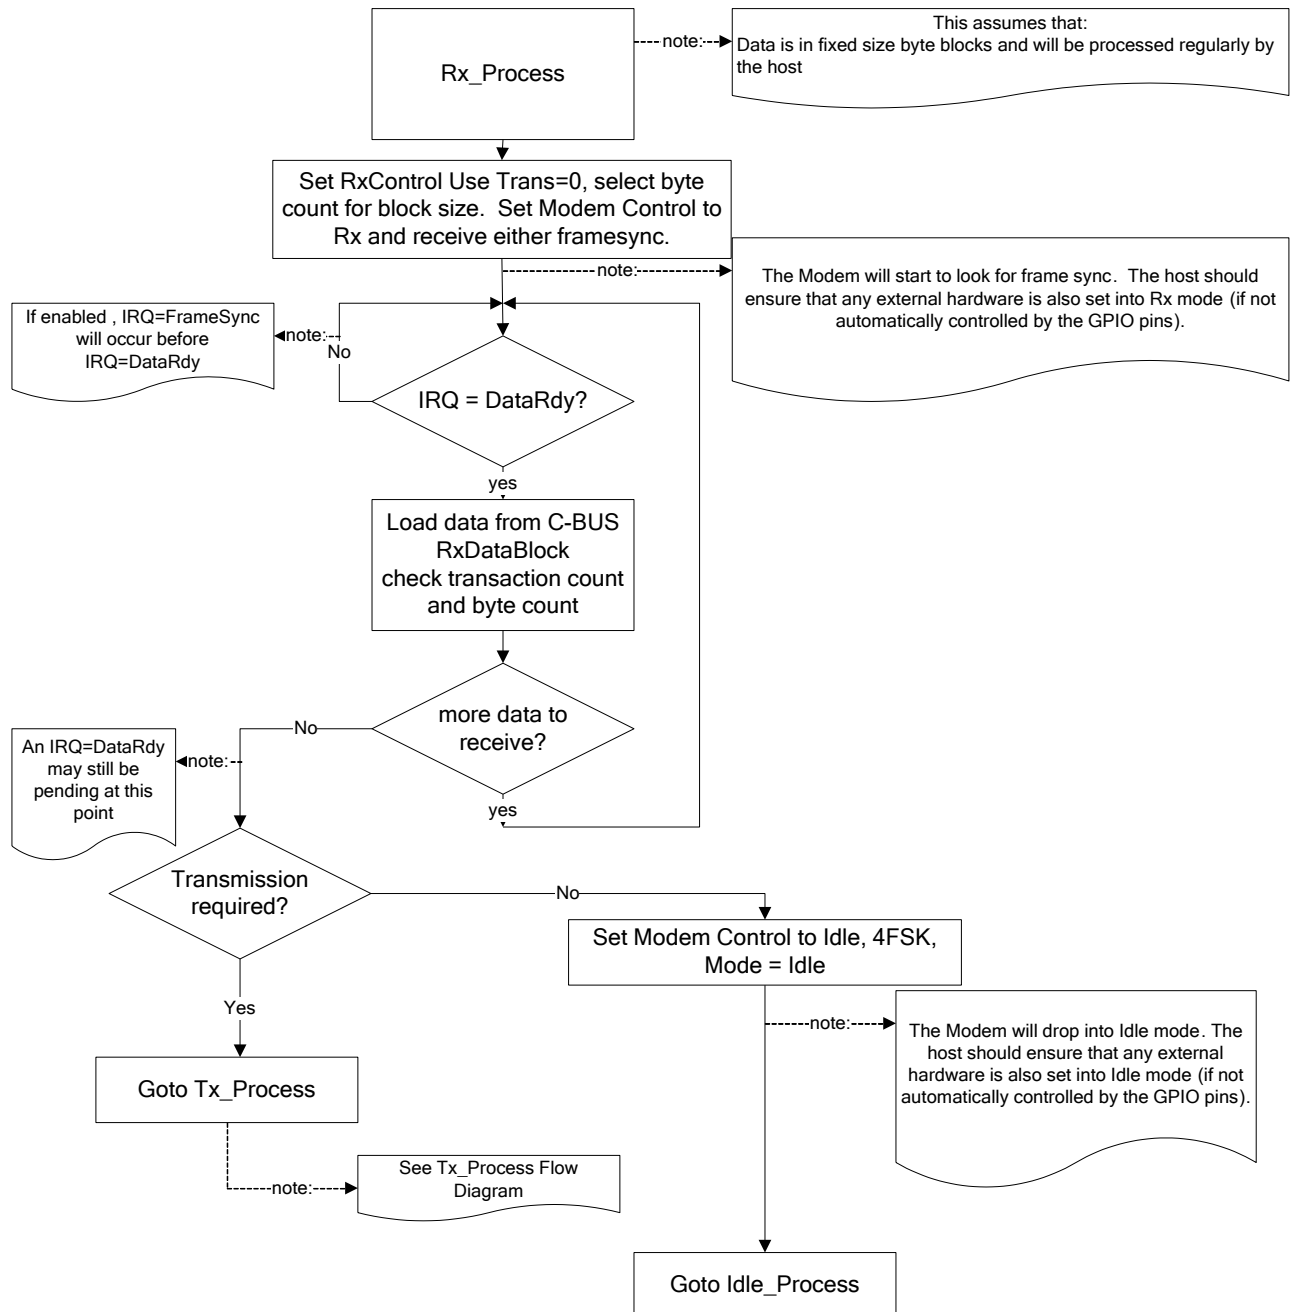 Rx_Process
note:
This assumes that:
Data is in fixed size byte blocks and will be processed regularly by
the host
Set RxControl Use Trans=0, select byte
count for block size.  Set Modem Control to
Rx and receive either framesync.
note:
The Modem will start to look for frame sync.  The host should
ensure that any external hardware is also set into Rx mode (if not
automatically controlled by the GPIO pins).
If enabled , IRQ=FrameSync
will occur before
IRQ=DataRdy
note:
No
IRQ = DataRdy?
yes
Load data from C-BUS
RxDataBlock
check transaction count
and byte count
more data to
receive?
No
yes
An IRQ=DataRdy
may still be
pending at this
point
note:
Transmission
required?
No
Set Modem Control to Idle, 4FSK,
Mode = Idle
Yes
note:
The Modem will drop into Idle mode. The
host should ensure that any external
hardware is also set into Idle mode (if not
automatically controlled by the GPIO pins).
Goto Tx_Process
note:
See Tx_Process Flow
Diagram
Goto Idle_Process